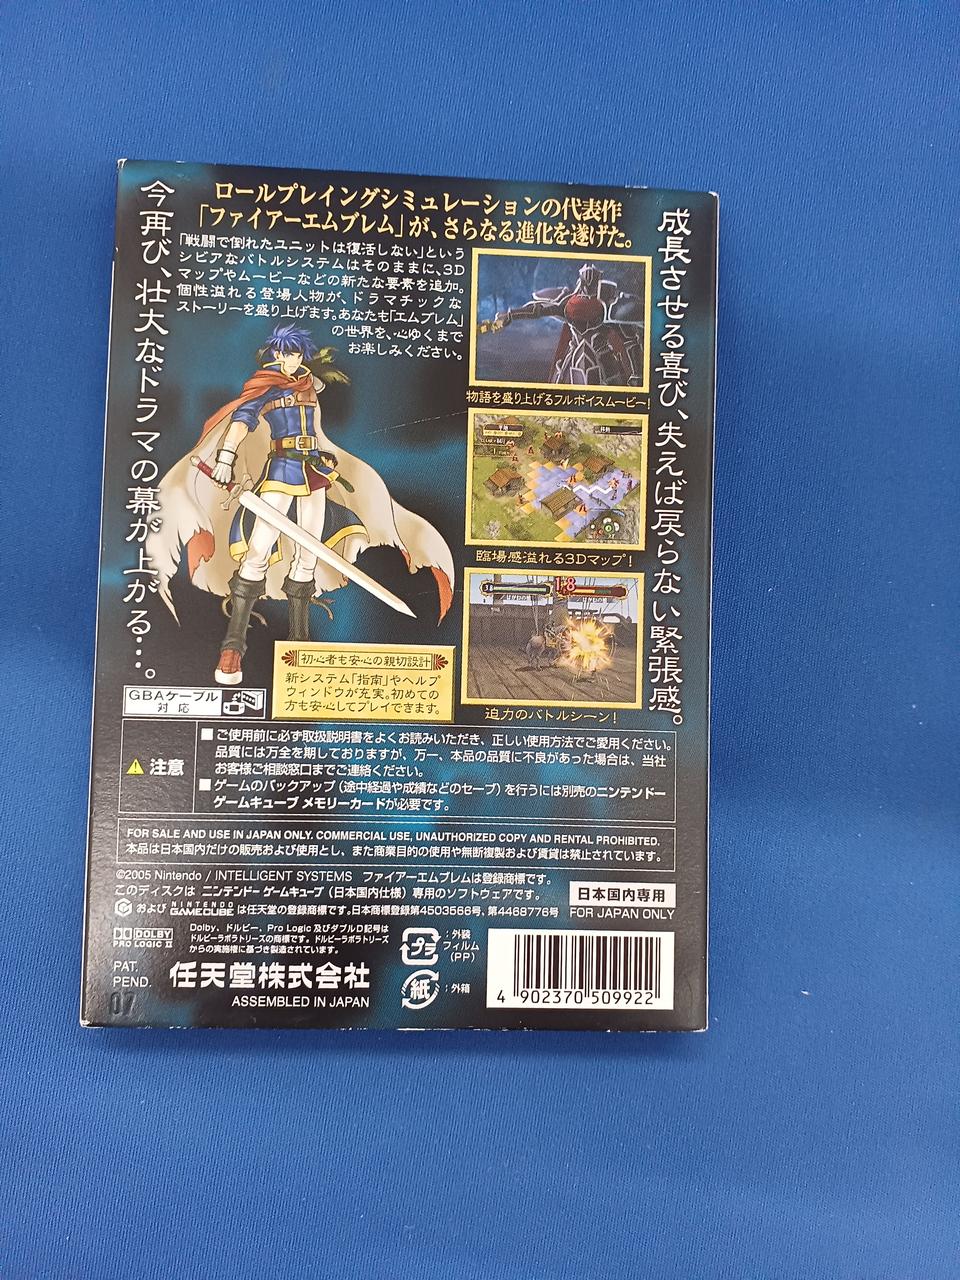 ロールプレイングシミュレーションの代表作
「ファイアーエムブレム」が、さらなる進化を遂げた。
今再び、壮大なドラマの幕が上がる…。
成長させる喜び、失えば戻らない緊張感。
「戦闘で倒れたユニットは復活しない」という
シビアなバトルシステムはそのままに、3D
マップやムービーなどの新たな要素を追加。
個性溢れる登場人物が、ドラマチックな
ストーリーを盛り上げます。あなたも「エムブレム」
の世界を、心ゆくまで
お楽しみください。
物語を盛り上げるフルボイスムービー!
臨場感溢れる3Dマップ!
18
迫力のバトルシーン!
初心者も安心の親切設計
新システム「指南」やヘルプ
ウィンドウが充実。初めての
方も安心してプレイできます。
GBAケーブル
対応
注意
■ご使用前に必ず取扱説明書をよくお読みいただき、正しい使用方法でご愛用ください。
品質には万全を期しておりますが、万一、本品の品質に不良があった場合は、当社
お客様ご相談窓口までご連絡ください。
■ゲームのバックアップ(途中経過や成績などのセーブ)を行うには別売のニンテンドー
ゲームキューブ メモリーカードが必要です。
FOR SALE AND USE IN JAPAN ONLY. COMMERCIAL USE, UNAUTHORIZED COPY AND RENTAL PROHIBITED.
本品は日本国内だけの販売および使用とし、また商業目的の使用や無断複製および賃貸は禁止されています。
©2005 Nintendo / INTELLIGENT SYSTEMS ファイアーエムブレムは登録商標です。
このディスクは ニンテンドーゲームキューブ(日本国内仕様)専用のソフトウェアです。
および NINTENDO GAMECUBE は任天堂の登録商標です。日本商標登録第4503566号、第4468776号
日本国内専用
FOR JAPAN ONLY
DOLBY
PRO LOGIC II
Dolby、ドルビー、Pro Logic 及びダブルD記号は
ドルビーラボラトリーズの商標です。ドルビーラボラトリーズ
からの実施権に基づき製造されています。
プラ
:外装
フィルム
(PP)
紙
:外箱
PAT.
PEND.
07
任天堂株式会社
ASSEMBLED IN JAPAN
4 902370 509922